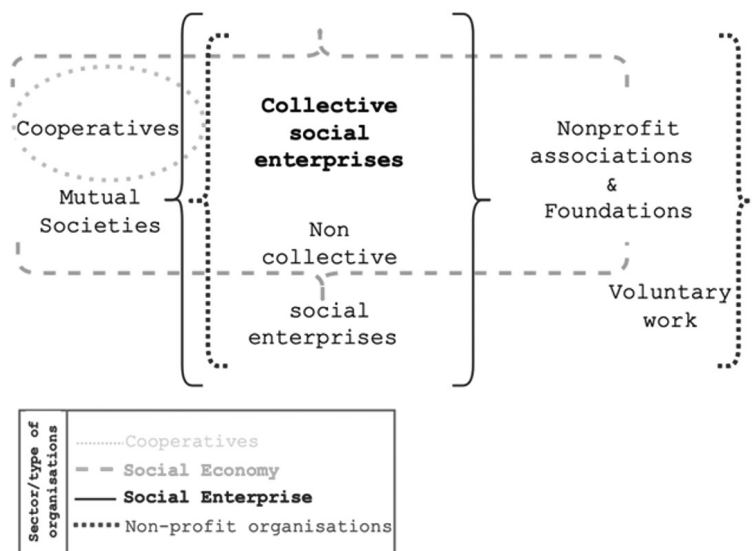 Cooperatives
Mutual
Societies
Collective
social
enterprises
Non
collective
social
enterprises
Nonprofit
associations
&
Foundations
Voluntary
work
Sector/type of
organisations
Cooperatives
Social Economy
Social Enterprise
Non-profit organisations